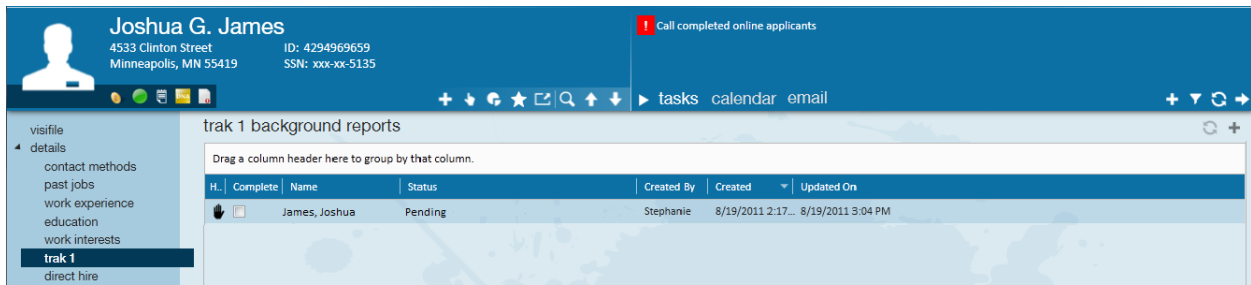 Joshua G. James
4533 Clinton Street ID: 4294969659
Minneapolis, MN 55419 SSN: xxx-xx-5135
! Call completed online applicants
tasks calendar email
visifile
details
contact methods
past jobs
work experience
education
work interests
trak 1
direct hire
trak 1 background reports
Drag a column header here to group by that column.
H.. Complete Name Status Created By Created Updated On
James, Joshua Pending Stephanie 8/19/2011 2:17... 8/19/2011 3:04 PM